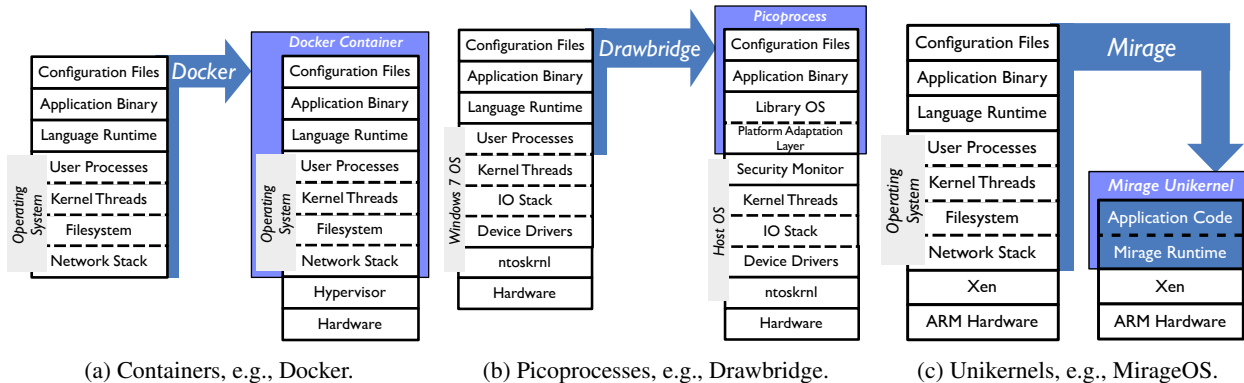 Configuration Files
Application Binary
Language Runtime
User Processes
Kernel Threads
Filesystem
Network Stack
Operating
System
Docker
Docker Container
Configuration Files
Application Binary
Language Runtime
User Processes
Kernel Threads
Filesystem
Network Stack
Hypervisor
Hardware
Operating
System
(a) Containers, e.g., Docker.
Configuration Files
Application Binary
Language Runtime
User Processes
Kernel Threads
IO Stack
Device Drivers
ntoskrnl
Hardware
Windows 7 OS
Drawbridge
Picoprocess
Configuration Files
Application Binary
Library OS
Platform Adaptation
Layer
Security Monitor
Kernel Threads
IO Stack
Device Drivers
ntoskrnl
Hardware
Host OS
(b) Picoprocesses, e.g., Drawbridge.
Configuration Files
Application Binary
Language Runtime
User Processes
Kernel Threads
Filesystem
Network Stack
Xen
ARM Hardware
Operating
System
Mirage
Mirage Unikernel
Application Code
Mirage Runtime
Xen
ARM Hardware
(c) Unikernels, e.g., MirageOS.